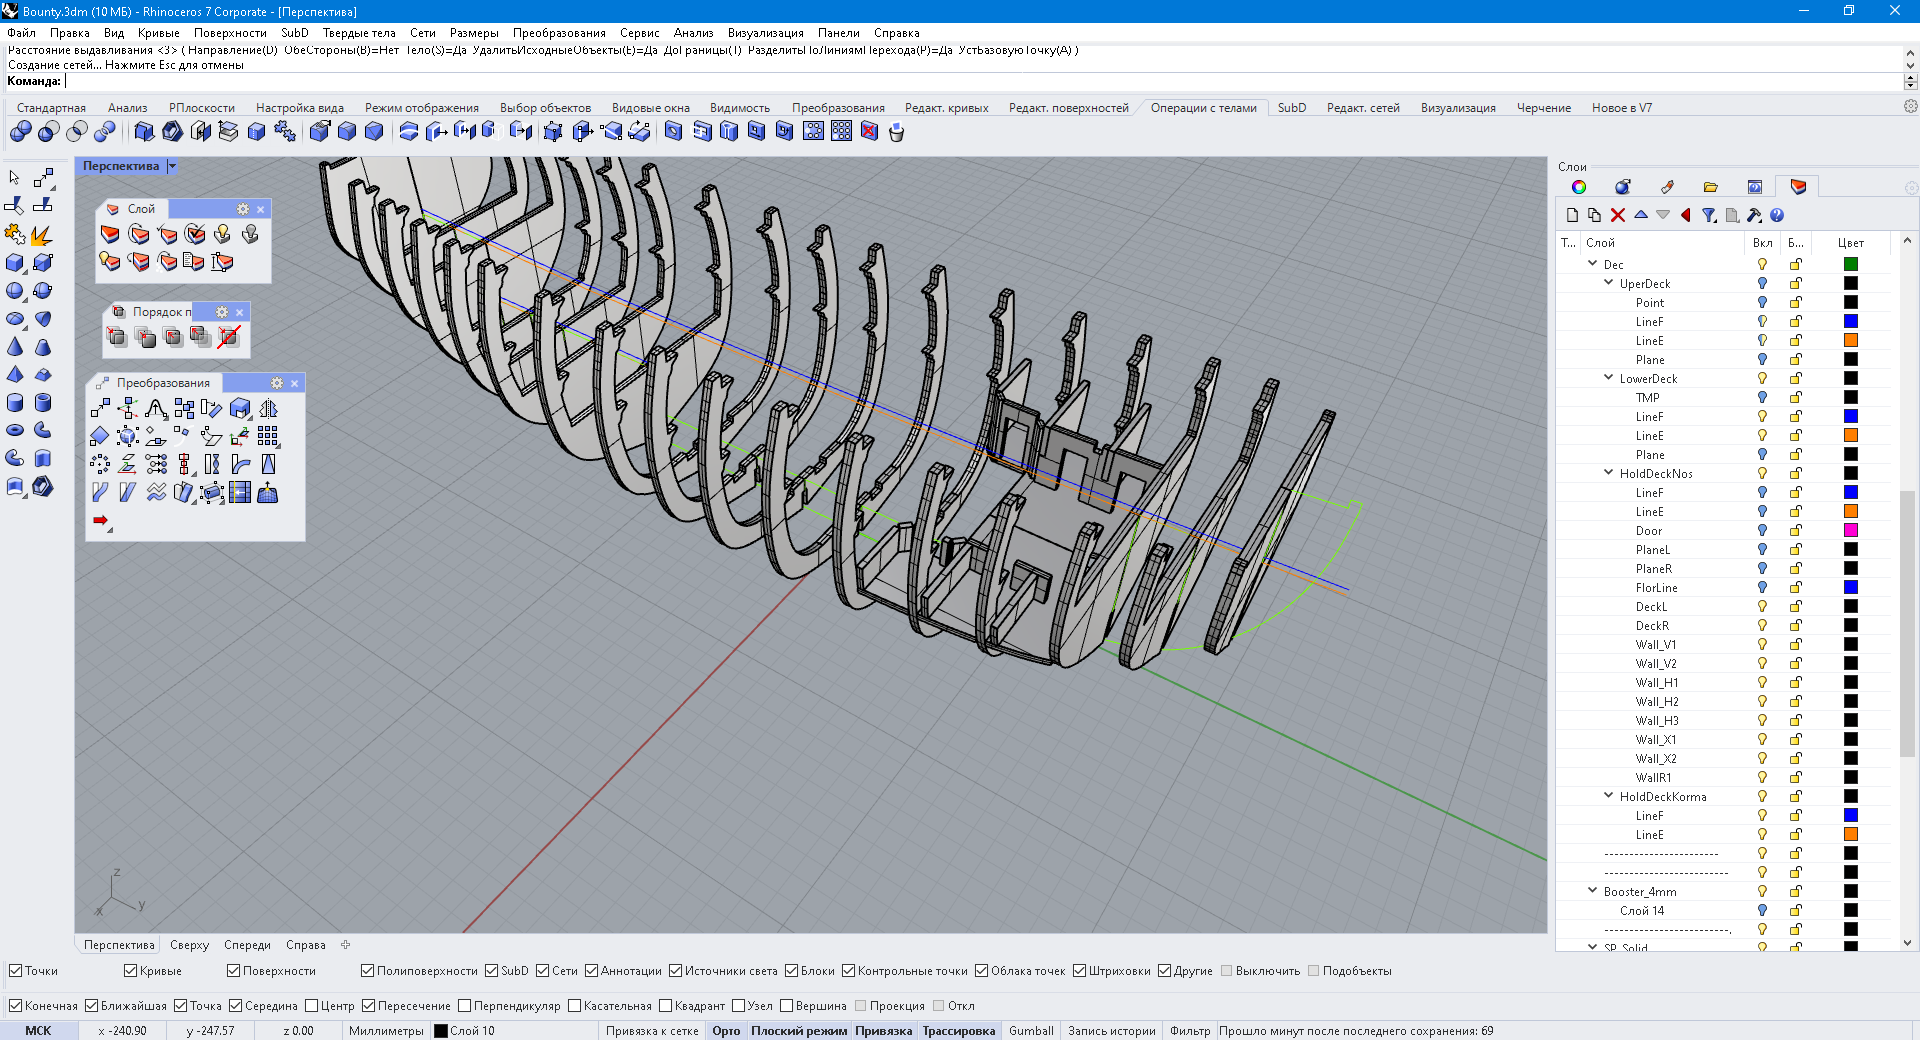 Bounty.3dm (10 МБ) - Rhinoceros 7 Corporate - [Перспектива]
Файл Правка Вид Кривые Поверхности SubD Твердые тела Сети Размеры Преобразования Сервис Анализ Визуализация Панели Справка
Расстояние выдавливания <3> ( Направление(D) ОбеСтороны(B)=Нет Тело(S)=Да УдалитьИсходныеОбъекты(E)=Да ДоГраницы(T) РазделитьПоЛиниямПерехода(P)=Да УстБазовуюТочку(A) )
Создание сетей... Нажмите Esc для отмены
Команда:
Стандартная Анализ РПлоскости Настройка вида Режим отображения Выбор объектов Видовые окна Видимость Преобразования Редакт. кривых Редакт. поверхностей Операции с телами SubD Редакт. сетей Визуализация Черчение Новое в V7
Перспектива
Слой
Порядок п
Преобразования
z
y
x
Слои
Т... Слой Вкл Б... Цвет
Dec
UperDeck
Point
LineF
LineE
Plane
LowerDeck
TMP
LineF
LineE
Plane
HoldDeckNos
LineF
LineE
Door
PlaneL
PlaneR
FlorLine
DeckL
DeckR
Wall_V1
Wall_V2
Wall_H1
Wall_H2
Wall_H3
Wall_X1
Wall_X2
WallR1
HoldDeckKorma
LineF
LineE
-----------------------
-------------------------
Booster_4mm
Слой 14
-------------------------.
SP_Solid
Перспектива Сверху Спереди Справа
Точки Кривые Поверхности Полиповерхности SubD Сети Аннотации Источники света Блоки Контрольные точки Облака точек Штриховки Другие Выключить Подобъекты
Конечная Ближайшая Точка Середина Центр Пересечение Перпендикуляр Касательная Квадрант Узел Вершина Проекция Откл
МСК x -240.90 y -247.57 z 0.00 Миллиметры Слой 10 Привязка к сетке Орто Плоский режим Привязка Трассировка Gumball Запись истории Фильтр Прошло минут после последнего сохранения: 69